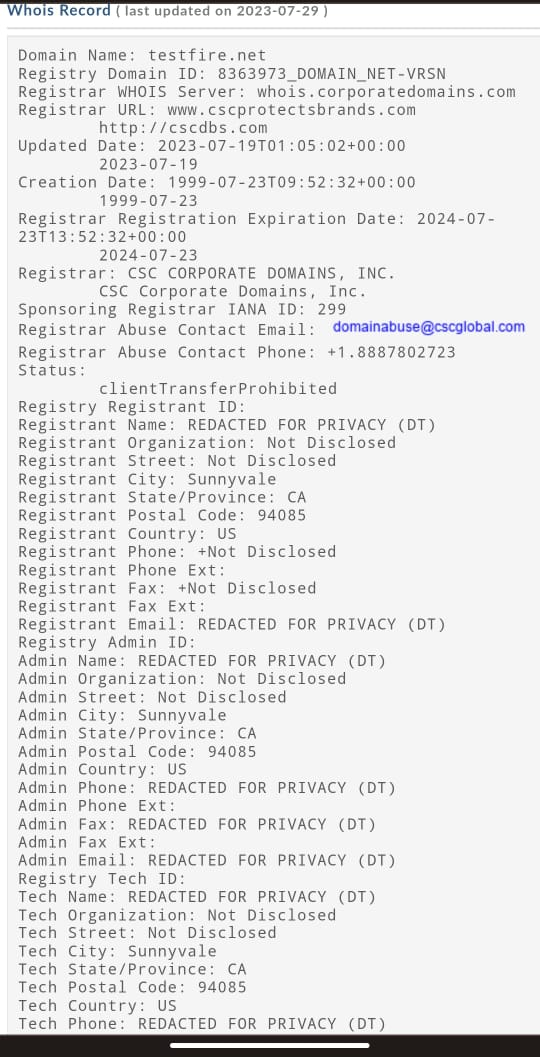 Whois Record ( last updated on 2023-07-29 )
Domain Name: testfire.net
Registry Domain ID: 8363973_DOMAIN_NET-VRSN
Registrar WHOIS Server: whois.corporatedomains.com
Registrar URL: www.cscprotectsbrands.com
http://cscdbs.com
Updated Date: 2023-07-19T01:05:02+00:00
2023-07-19
Creation Date: 1999-07-23T09:52:32+00:00
1999-07-23
Registrar Registration Expiration Date: 2024-07-
23T13:52:32+00:00
2024-07-23
Registrar: CSC CORPORATE DOMAINS, INC.
CSC Corporate Domains, Inc.
Sponsoring Registrar IANA ID: 299
Registrar Abuse Contact Email: domainabuse@cscglobal.com
Registrar Abuse Contact Phone: +1.8887802723
Status:
clientTransferProhibited
Registry Registrant ID:
Registrant Name: REDACTED FOR PRIVACY (DT)
Registrant Organization: Not Disclosed
Registrant Street: Not Disclosed
Registrant City: Sunnyvale
Registrant State/Province: CA
Registrant Postal Code: 94085
Registrant Country: US
Registrant Phone: +Not Disclosed
Registrant Phone Ext:
Registrant Fax: +Not Disclosed
Registrant Fax Ext:
Registrant Email: REDACTED FOR PRIVACY (DT)
Registry Admin ID:
Admin Name: REDACTED FOR PRIVACY (DT)
Admin Organization: Not Disclosed
Admin Street: Not Disclosed
Admin City: Sunnyvale
Admin State/Province: CA
Admin Postal Code: 94085
Admin Country: US
Admin Phone: REDACTED FOR PRIVACY (DT)
Admin Phone Ext:
Admin Fax: REDACTED FOR PRIVACY (DT)
Admin Fax Ext:
Admin Email: REDACTED FOR PRIVACY (DT)
Registry Tech ID:
Tech Name: REDACTED FOR PRIVACY (DT)
Tech Organization: Not Disclosed
Tech Street: Not Disclosed
Tech City: Sunnyvale
Tech State/Province: CA
Tech Postal Code: 94085
Tech Country: US
Tech Phone: REDACTED FOR PRIVACY (DT)